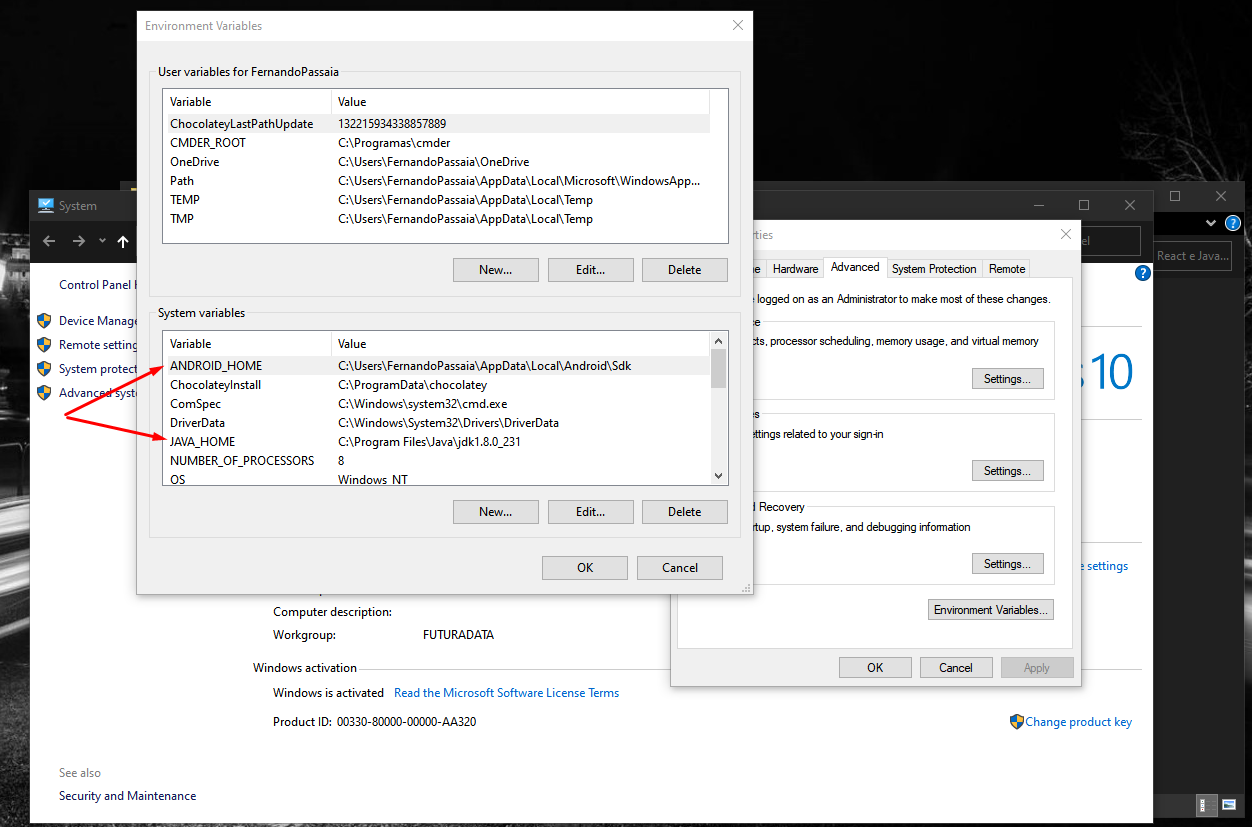 Environment Variables
User variables for FernandoPassaia
Variable Value
ChocolateyLastPathUpdate 132215934338857889
CMDER_ROOT C:\Programas\cmder
OneDrive C:\Users\FernandoPassaia\OneDrive
Path C:\Users\FernandoPassaia\AppData\Local\Microsoft\WindowsApp...
TEMP C:\Users\FernandoPassaia\AppData\Local\Temp
TMP C:\Users\FernandoPassaia\AppData\Local\Temp
New... Edit... Delete
System variables
Variable Value
ANDROID_HOME C:\Users\FernandoPassaia\AppData\Local\Android\Sdk
ChocolateyInstall C:\ProgramData\chocolatey
ComSpec C:\Windows\system32\cmd.exe
DriverData C:\Windows\System32\Drivers\DriverData
JAVA_HOME C:\Program Files\Java\jdk1.8.0_231
NUMBER_OF_PROCESSORS 8
OS Windows_NT
New... Edit... Delete
OK Cancel
System
Control Panel
Device Manage
Remote setting
System protect
Advanced syste
rties
Hardware Advanced System Protection Remote
logged on as an Administrator to make most of these changes.
cts, processor scheduling, memory usage, and virtual memory
Settings...
ettings related to your sign-in
Settings...
d Recovery
rtup, system failure, and debugging information
Settings...
Environment Variables...
OK Cancel Apply
React e Java...
10
e settings
Computer description:
Workgroup: FUTURADATA
Windows activation
Windows is activated Read the Microsoft Software License Terms
Product ID: 00330-80000-00000-AA320
Change product key
See also
Security and Maintenance